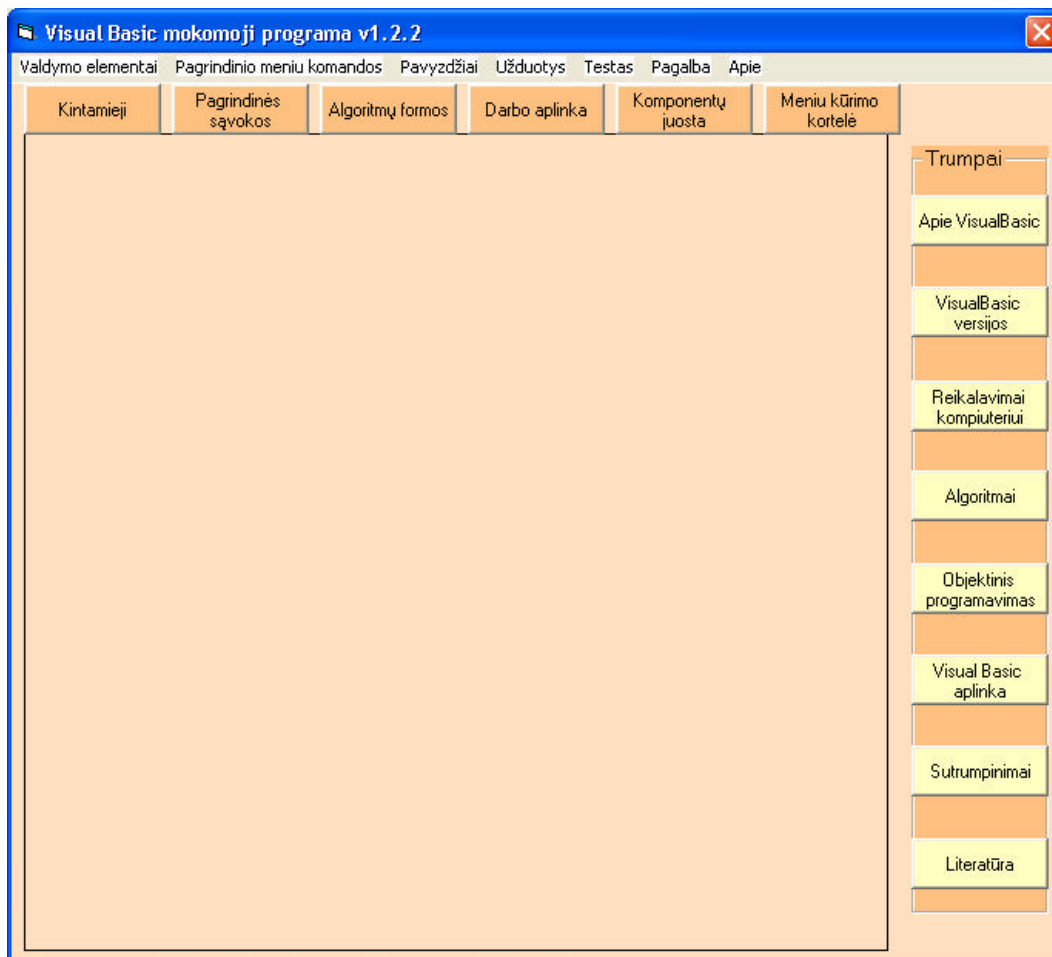 Visual Basic mokomoji programa v1.2.2
Valdymo elementai Pagrindinio meniu komandos Pavyzdžiai Užduotys Testas Pagalba Apie
Kintamieji
Pagrindinės
sąvokos
Algoritmų formos
Darbo aplinka
Komponentų
juosta
Meniu kūrimo
kortelė
Trumpai
Apie VisualBasic
VisualBasic
versijos
Reikalavimai
kompiuteriui
Algoritmai
Objektinis
programavimas
Visual Basic
aplinka
Sutrumpinimai
Literatūra